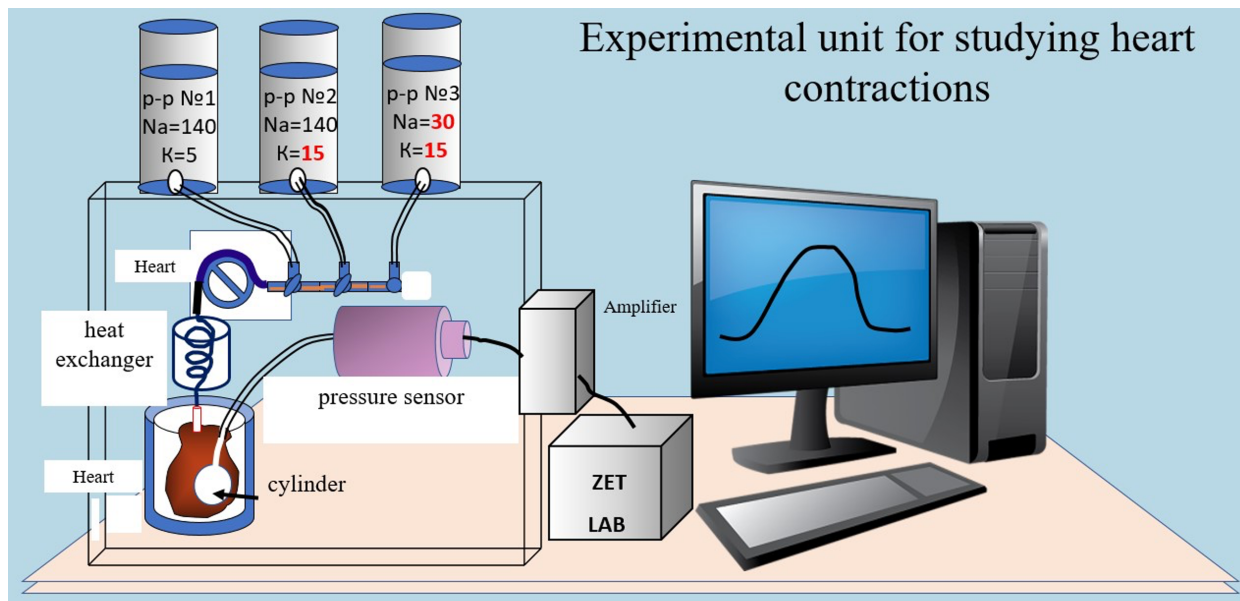 Experimental unit for studying heart
contractions
р-р №1
Na=140
К=5
р-р №2
Na=140
К=15
р-р №3
Na=30
К=15
Heart
heat
exchanger
Amplifier
pressure sensor
Heart
cylinder
ZET
LAB